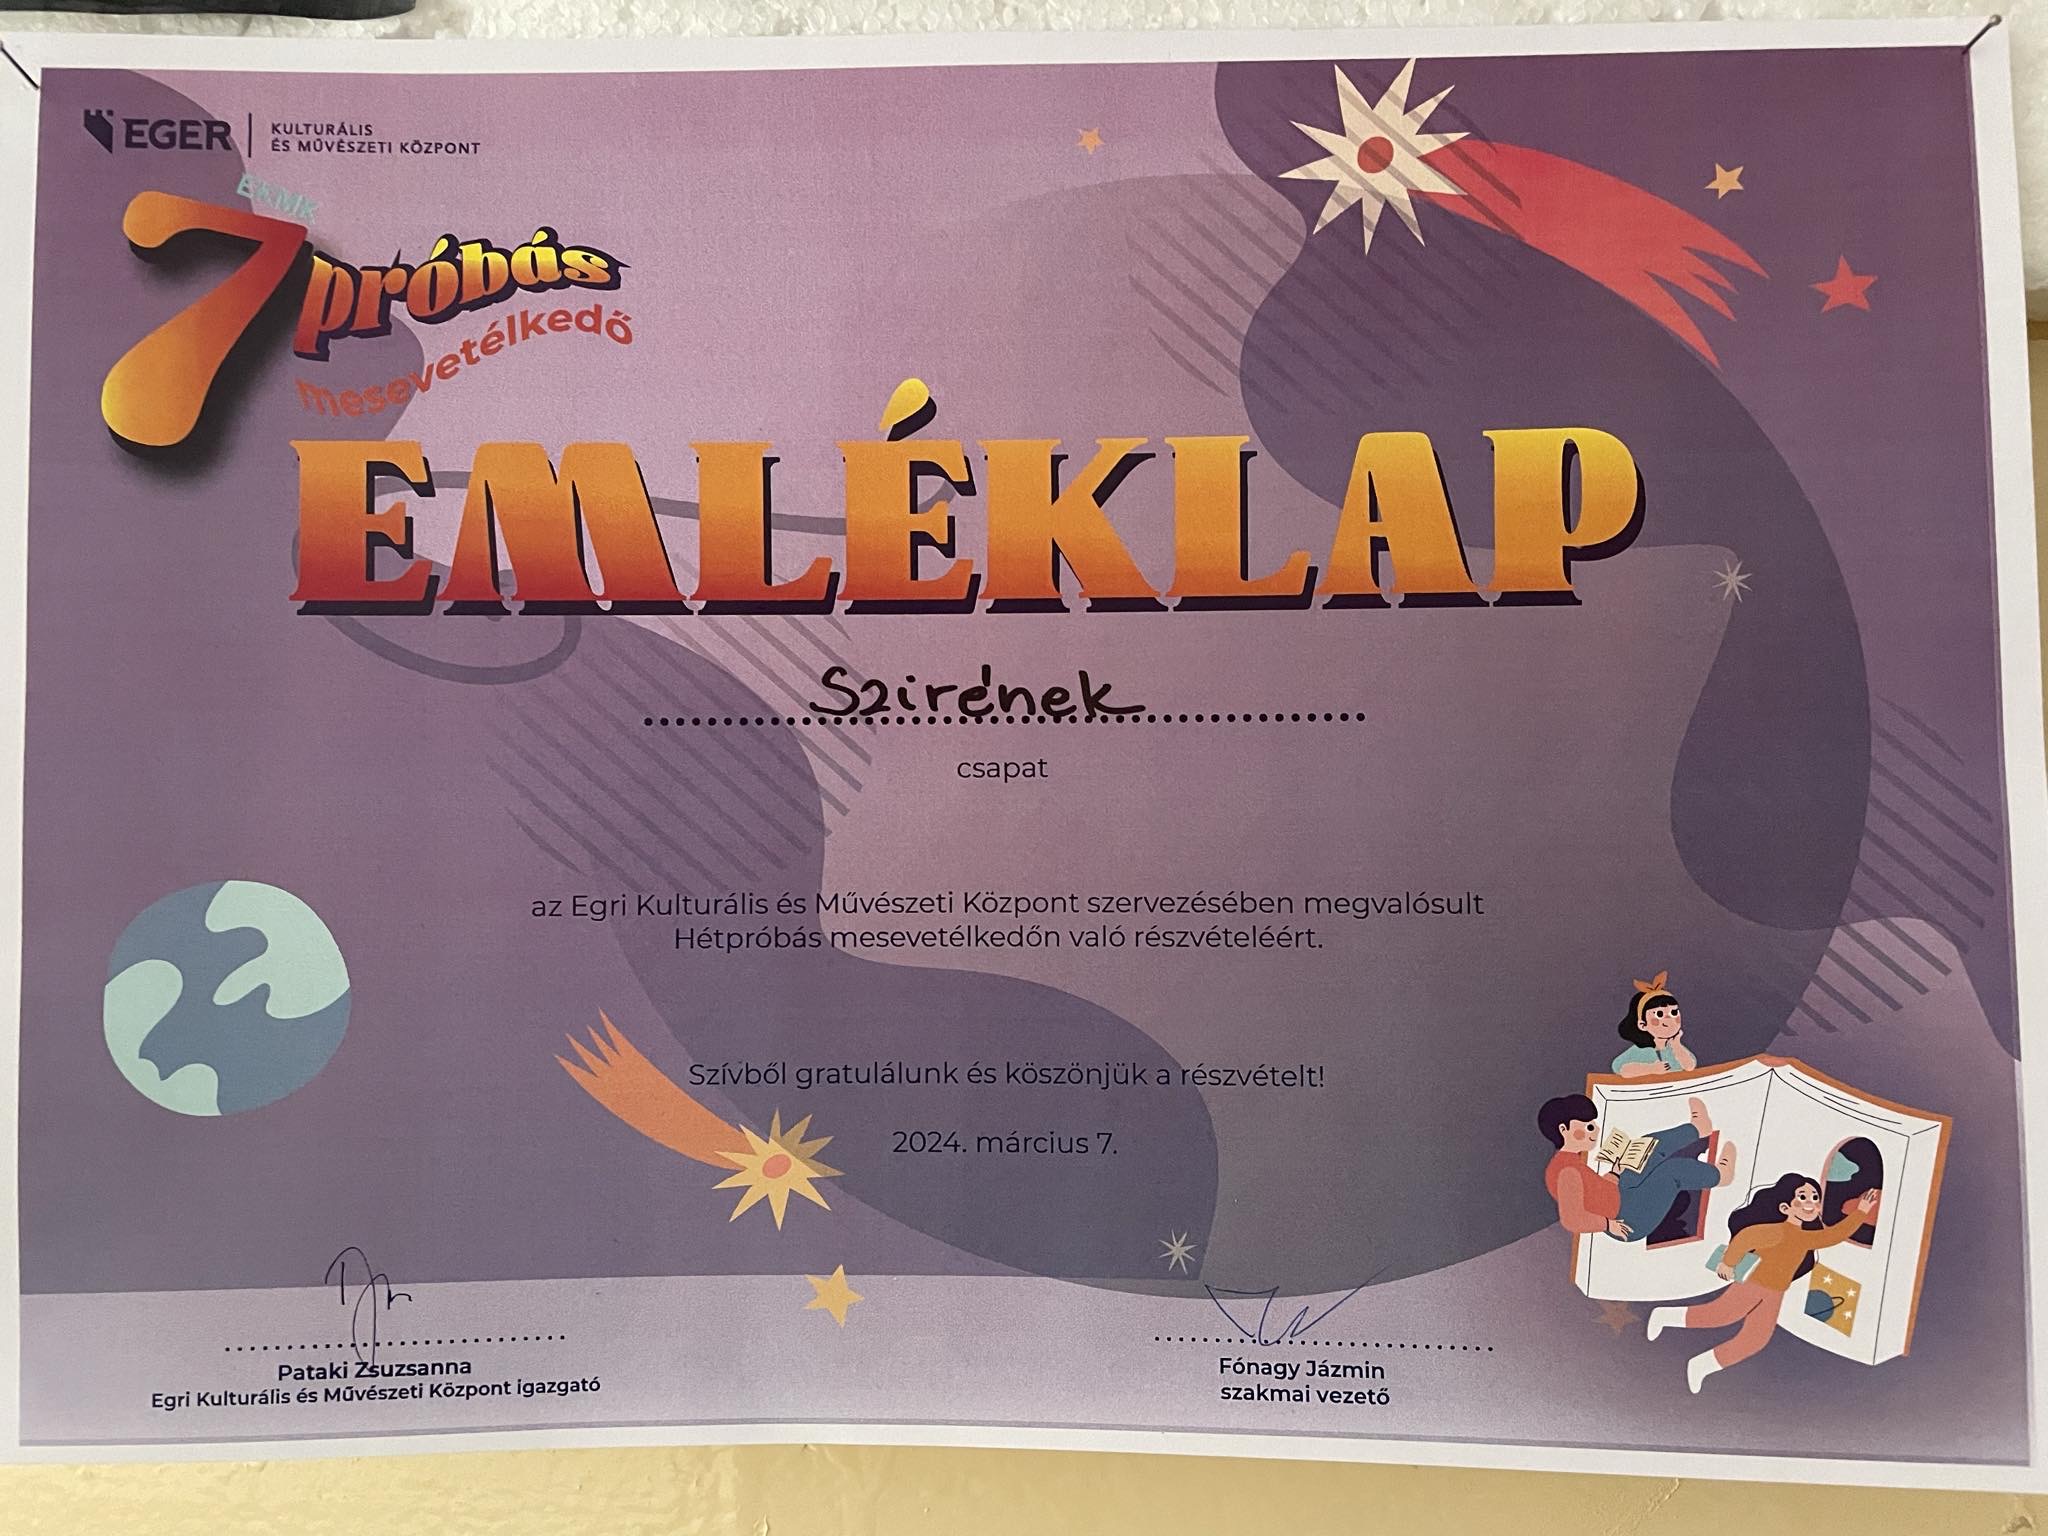 EGER
KULTURÁLIS
ÉS MŰVÉSZETI KÖZPONT
EKMK
7próbás
mesevetélkedő
EMLÉKLAP
Szirének
csapat
az Egri Kulturális és Művészeti Központ szervezésében megvalósult
Hétpróbás mesevetélkedőn való részvételéért.
Szívből gratulálunk és köszönjük a részvételt!
2024. március 7.
Pataki Zsuzsanna
Egri Kulturális és Művészeti Központ igazgató
Fónagy Jázmin
szakmai vezető